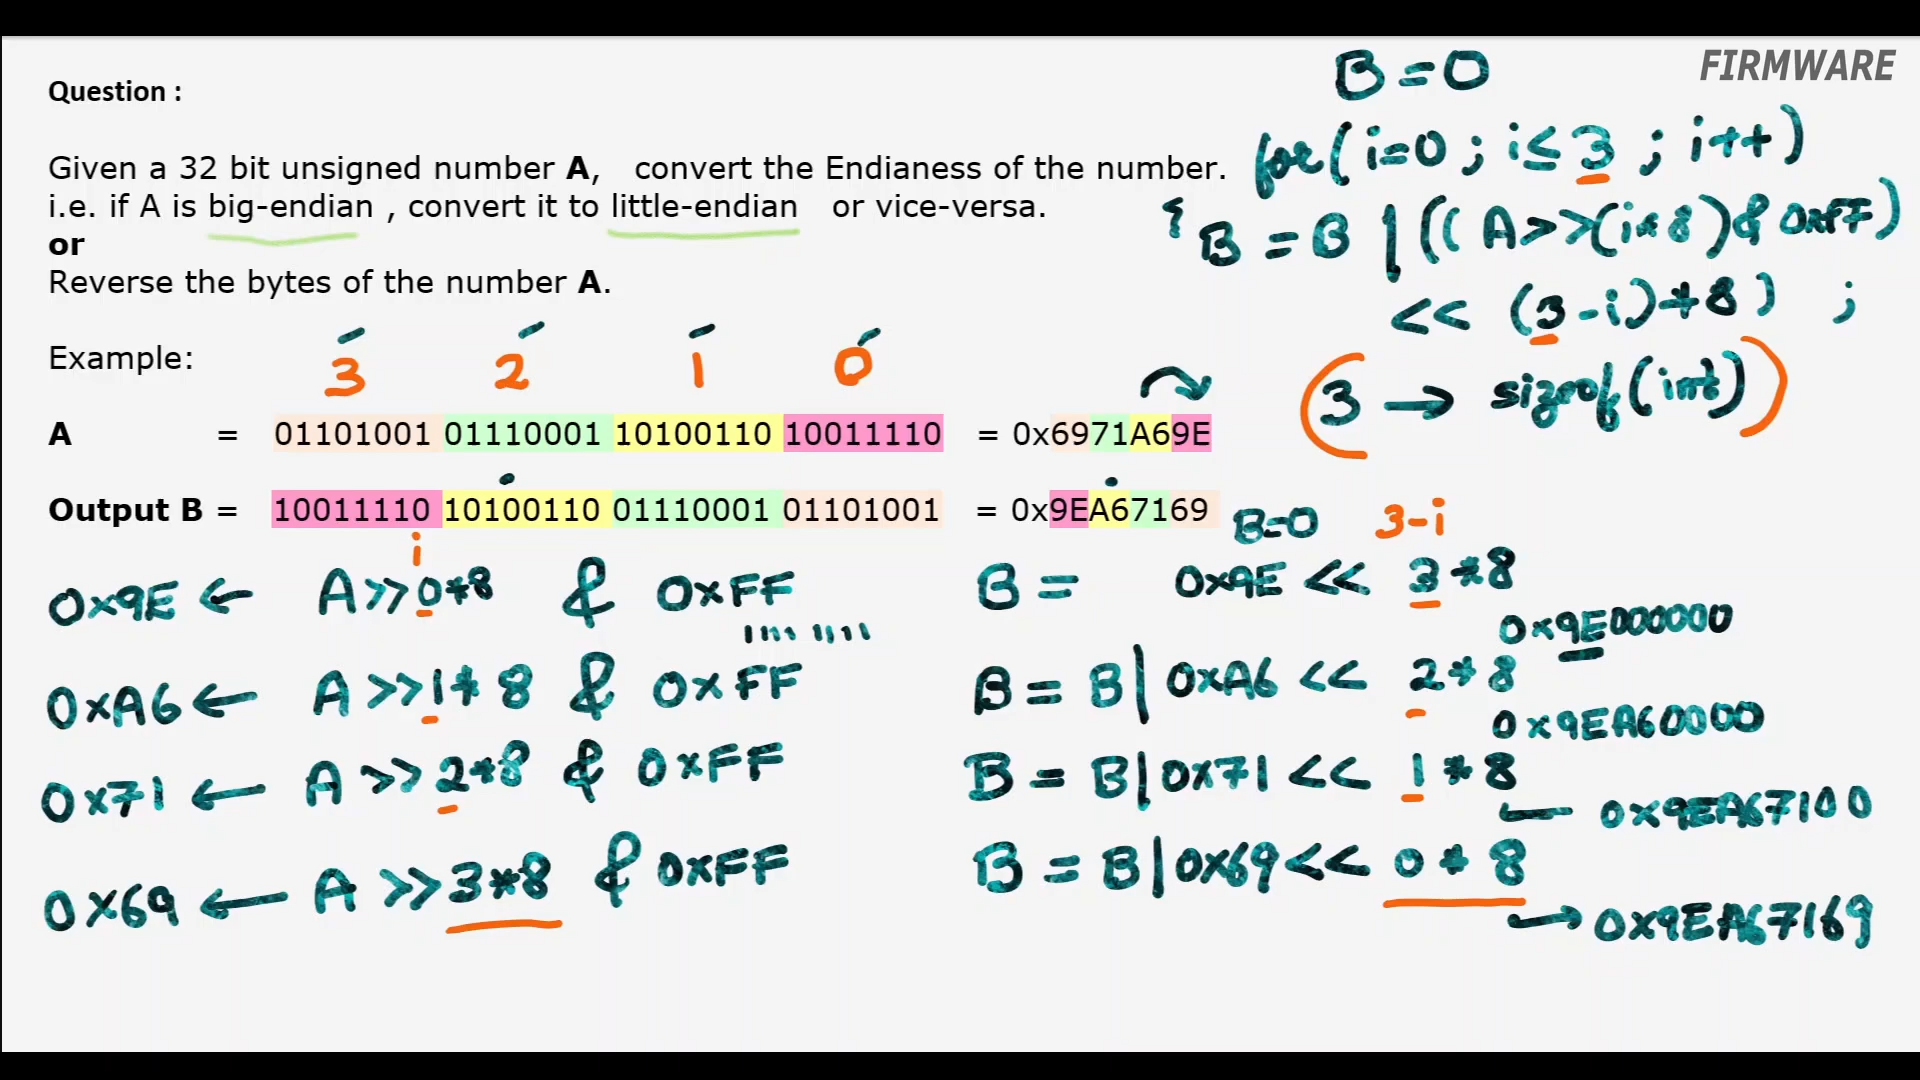 FIRMWARE
Question :
Given a 32 bit unsigned number A, convert the Endianess of the number.
i.e. if A is big-endian , convert it to little-endian or vice-versa.
or
Reverse the bytes of the number A.
B=0
for( i=0 ; i≤3 ; i++)
{ B = B | (( A>>(i*8) & 0xFF)
<< (3-i)*8) ;
(3 → sizeof(int))
Example:
3 2 1 0
A = 01101001 01110001 10100110 10011110 = 0x6971A69E
Output B = 10011110 10100110 01110001 01101001 = 0x9EA67169
i
B=0 3-i
0x9E ← A>>0*8 & 0xFF
1111 1111
0xA6 ← A>>1*8 & 0xFF
0x71 ← A>>2*8 & 0xFF
0x69 ← A>>3*8 & 0xFF
B = 0x9E << 3*8
0x9E000000
B = B|0xA6 << 2*8
0x9EA60000
B = B|0x71 << 1*8
← 0x9EA67100
B = B|0x69<< 0*8
→ 0x9EA67169